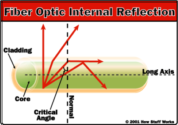 Fiber Optic Internal Reflection
Cladding
Long Axis
Core
Critical
Angle
Normal
© 2001 How Stuff Works